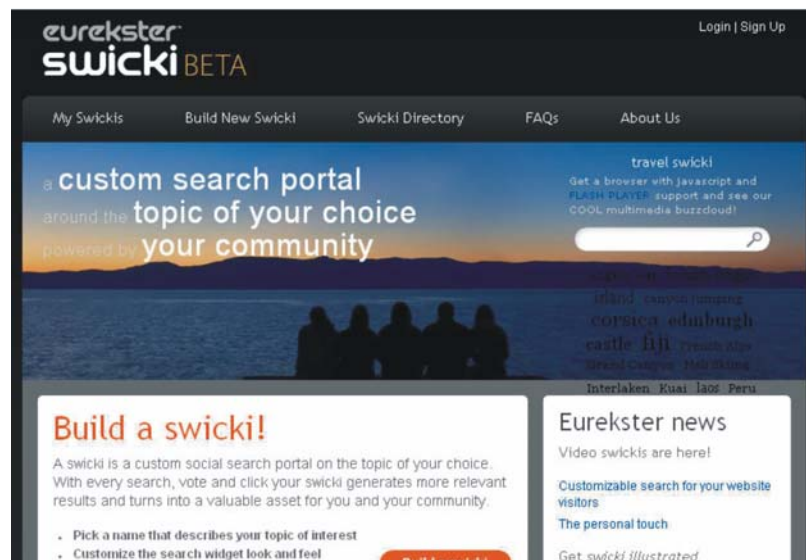 eurekster
swicki BETA
Login | Sign Up
My Swickis Build New Swicki Swicki Directory FAQs About Us
a custom search portal
around the topic of your choice
powered by your community
travel swicki
Get a browser with javascript and
FLASH PLAYER support and see our
COOL multimedia buzzcloud!
island canyon jumping
corsica edinburgh
castle fiji French Alps
Grand Canyon Heli Skiing
Interlaken Kuai laos Peru
Build a swicki!
A swicki is a custom social search portal on the topic of your choice.
With every search, vote and click your swicki generates more relevant
results and turns into a valuable asset for you and your community.
. Pick a name that describes your topic of interest
. Customize the search widget look and feel
Eurekster news
Video swickis are here!
Customizable search for your website
visitors
The personal touch
Get swicki illustrated